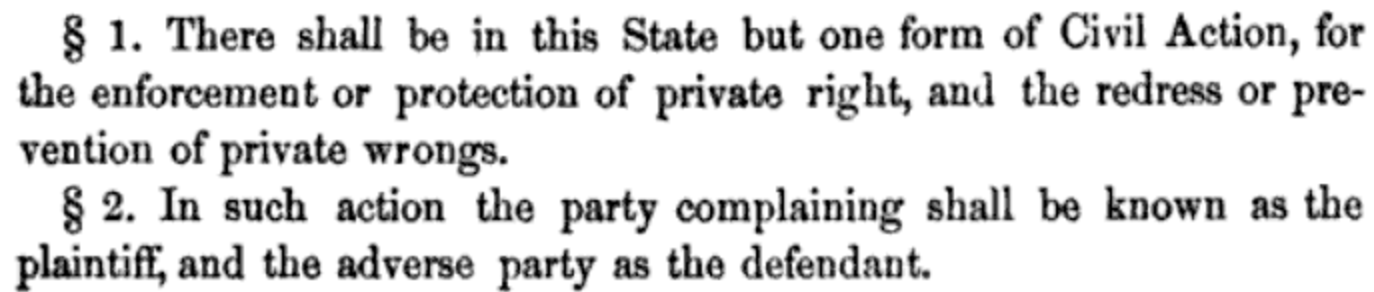 § 1. There shall be in this State but one form of Civil Action, for
the enforcement or protection of private right, and the redress or pre-
vention of private wrongs.
§ 2. In such action the party complaining shall be known as the
plaintiff, and the adverse party as the defendant.